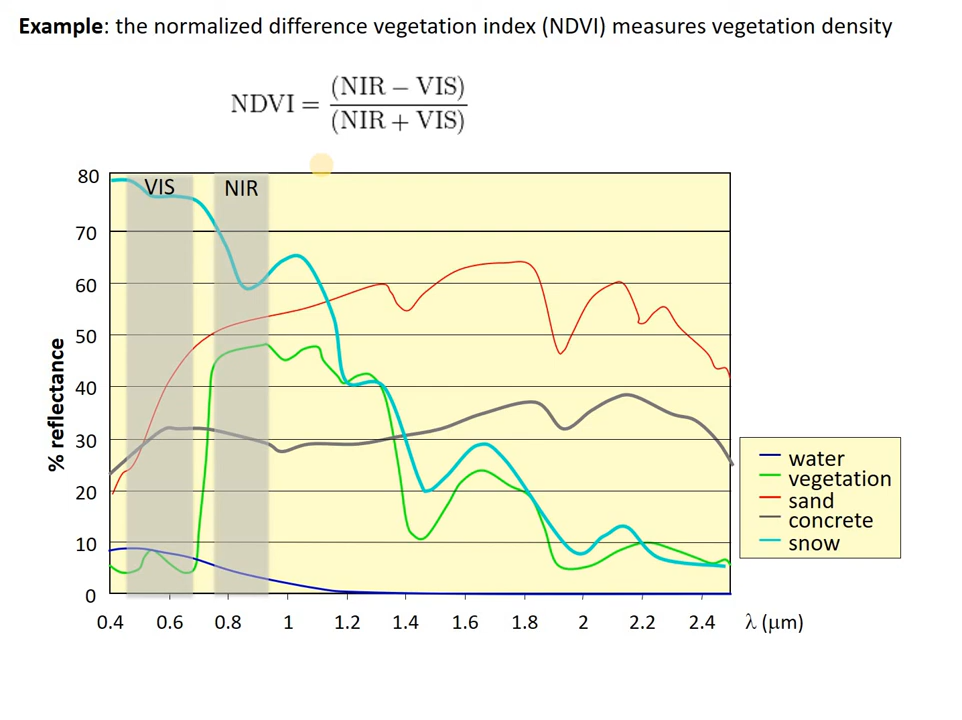 Example: the normalized difference vegetation index (NDVI) measures vegetation density
NDVI = (NIR − VIS)
(NIR + VIS)
VIS NIR
80
70
60
50
40
30
20
10
0
% reflectance
0.4 0.6 0.8 1 1.2 1.4 1.6 1.8 2 2.2 2.4 λ (μm)
water
vegetation
sand
concrete
snow